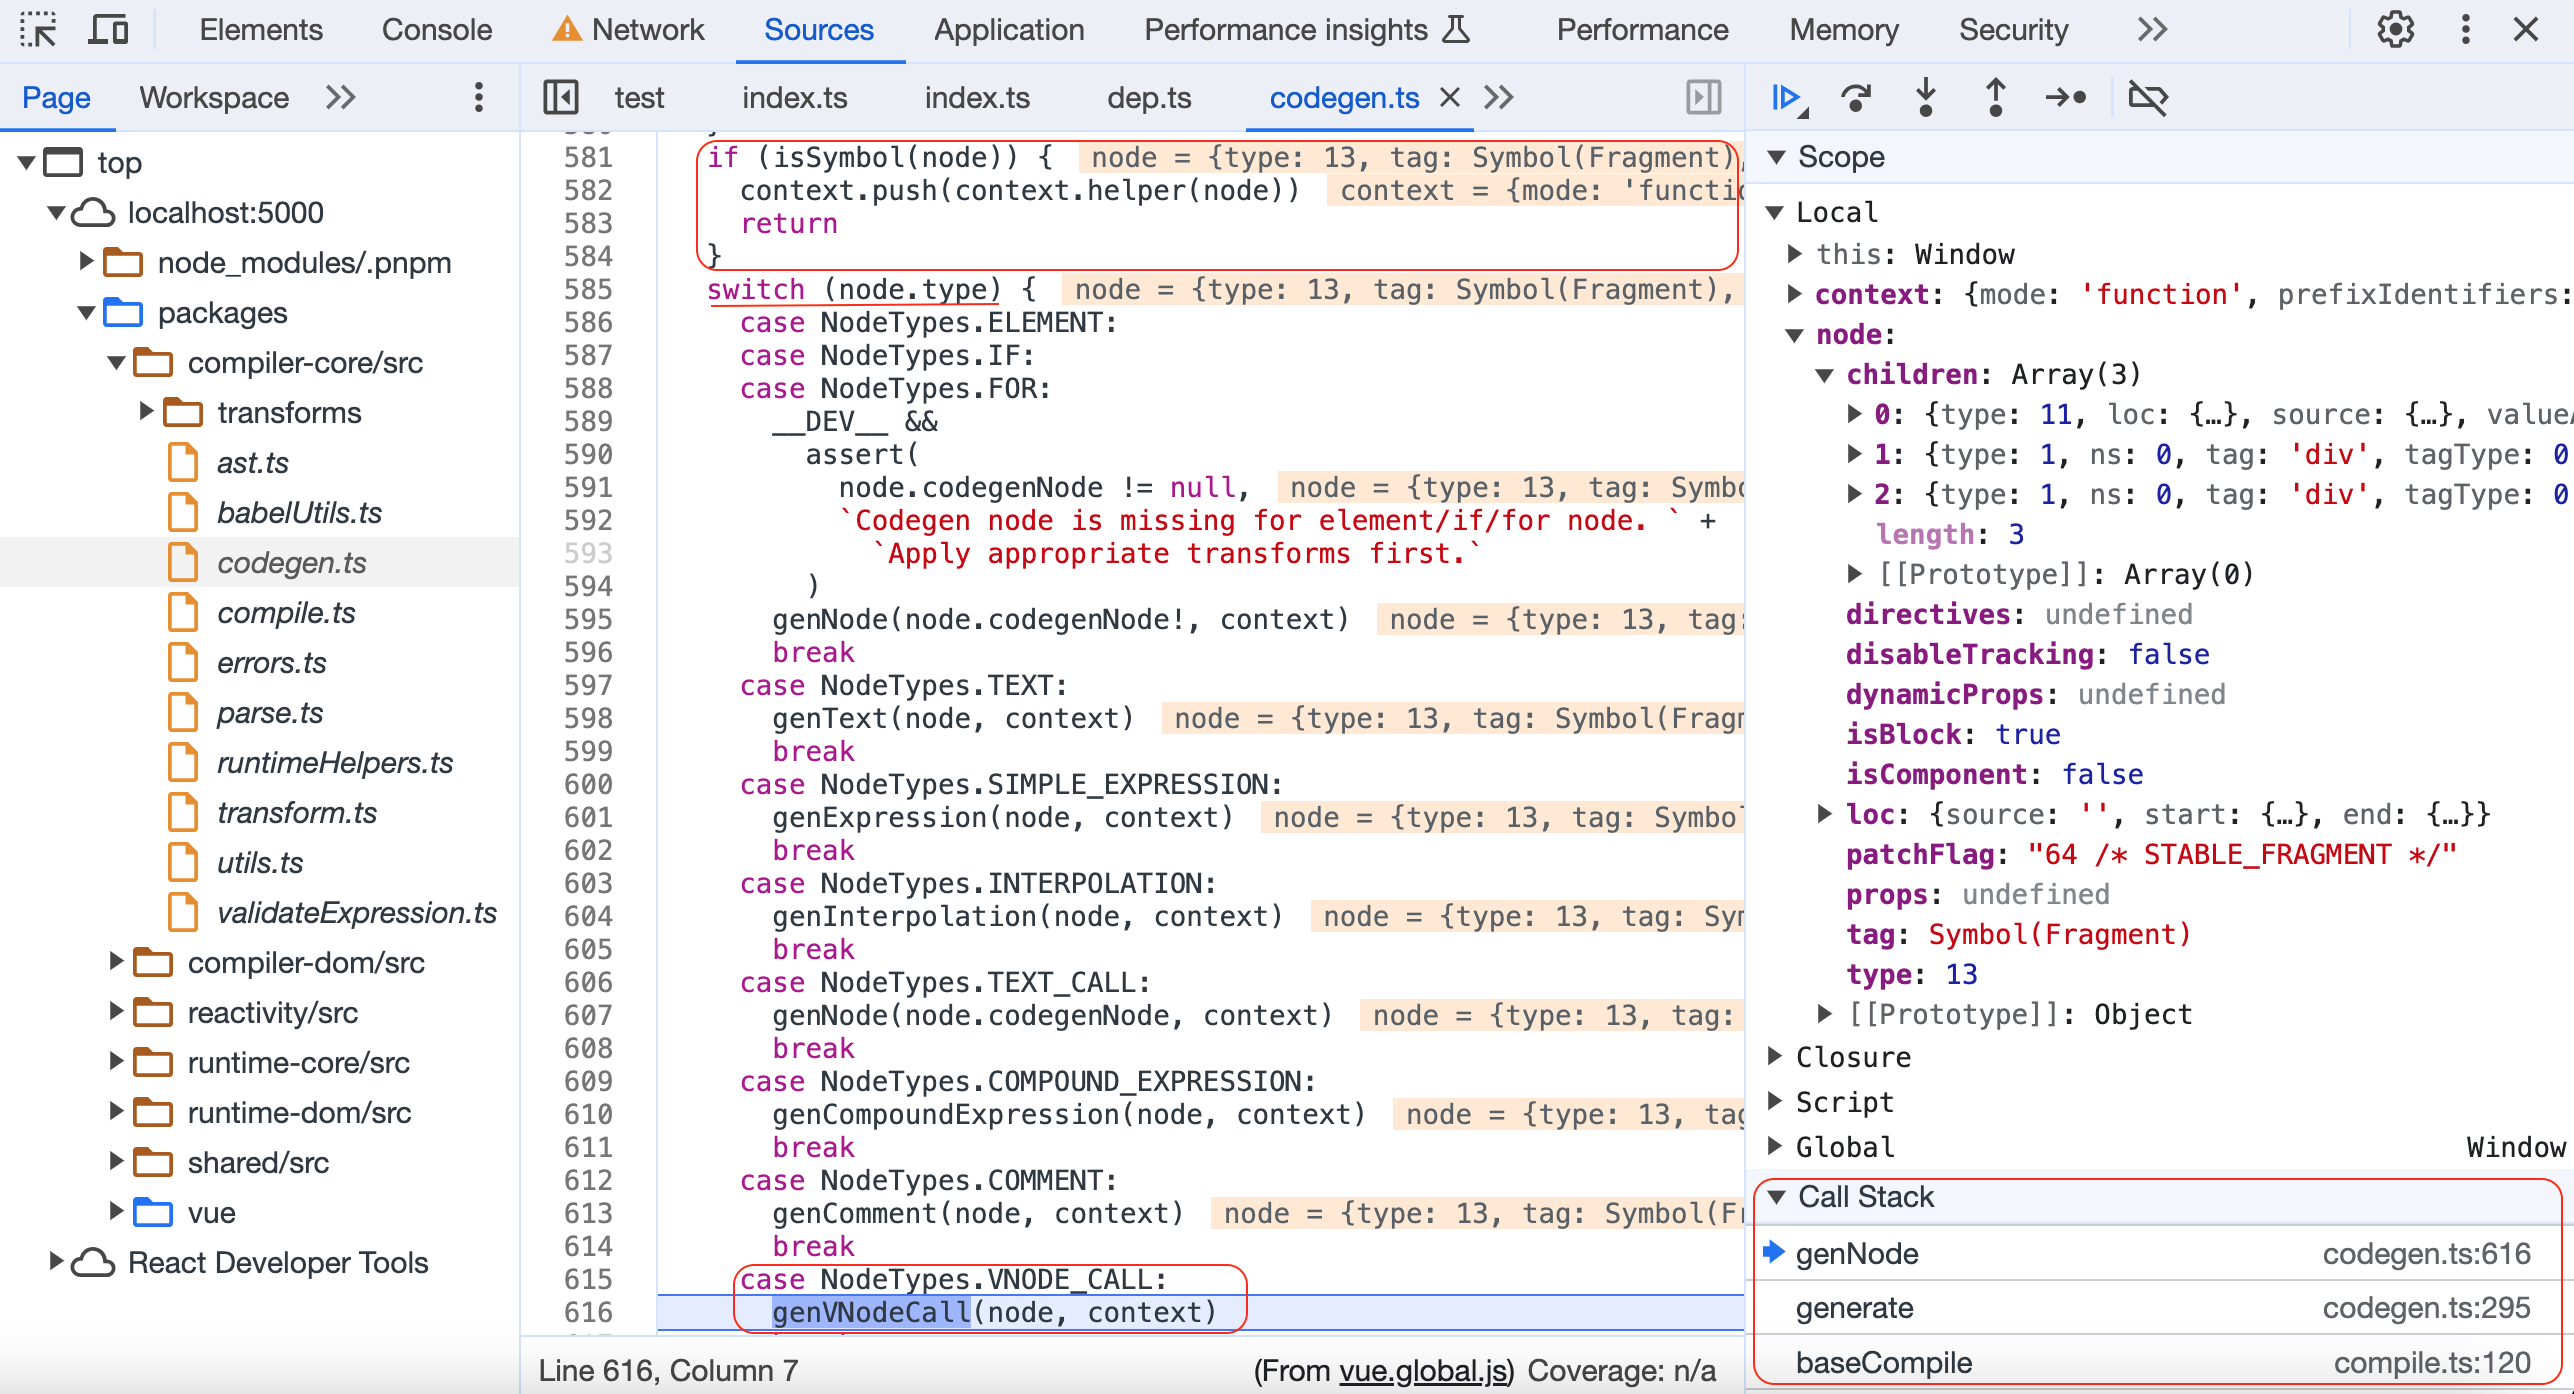 Elements Console Network Sources Application Performance insights Performance Memory Security
Page Workspace
test index.ts index.ts dep.ts codegen.ts
top
localhost:5000
node_modules/.pnpm
packages
compiler-core/src
transforms
ast.ts
babelUtils.ts
codegen.ts
compile.ts
errors.ts
parse.ts
runtimeHelpers.ts
transform.ts
utils.ts
validateExpression.ts
compiler-dom/src
reactivity/src
runtime-core/src
runtime-dom/src
shared/src
vue
React Developer Tools
581 if (isSymbol(node)) { node = {type: 13, tag: Symbol(Fragment),
582 context.push(context.helper(node)) context = {mode: 'functi
583 return
584 }
585 switch (node.type) { node = {type: 13, tag: Symbol(Fragment),
586 case NodeTypes.ELEMENT:
587 case NodeTypes.IF:
588 case NodeTypes.FOR:
589 __DEV__ &&
590 assert(
591 node.codegenNode != null, node = {type: 13, tag: Symb
592 `Codegen node is missing for element/if/for node. ` +
593 `Apply appropriate transforms first.`
594 )
595 genNode(node.codegenNode!, context) node = {type: 13, tag:
596 break
597 case NodeTypes.TEXT:
598 genText(node, context) node = {type: 13, tag: Symbol(Frag
599 break
600 case NodeTypes.SIMPLE_EXPRESSION:
601 genExpression(node, context) node = {type: 13, tag: Symbo
602 break
603 case NodeTypes.INTERPOLATION:
604 genInterpolation(node, context) node = {type: 13, tag: Sy
605 break
606 case NodeTypes.TEXT_CALL:
607 genNode(node.codegenNode, context) node = {type: 13, tag:
608 break
609 case NodeTypes.COMPOUND_EXPRESSION:
610 genCompoundExpression(node, context) node = {type: 13, ta
611 break
612 case NodeTypes.COMMENT:
613 genComment(node, context) node = {type: 13, tag: Symbol(F
614 break
615 case NodeTypes.VNODE_CALL:
616 genVNodeCall(node, context)
Line 616, Column 7 (From vue.global.js) Coverage: n/a
Scope
Local
this: Window
context: {mode: 'function', prefixIdentifiers:
node:
children: Array(3)
0: {type: 11, loc: {…}, source: {…}, value
1: {type: 1, ns: 0, tag: 'div', tagType: 0
2: {type: 1, ns: 0, tag: 'div', tagType: 0
length: 3
[[Prototype]]: Array(0)
directives: undefined
disableTracking: false
dynamicProps: undefined
isBlock: true
isComponent: false
loc: {source: '', start: {…}, end: {…}}
patchFlag: "64 /* STABLE_FRAGMENT */"
props: undefined
tag: Symbol(Fragment)
type: 13
[[Prototype]]: Object
Closure
Script
Global Window
Call Stack
genNode codegen.ts:616
generate codegen.ts:295
baseCompile compile.ts:120